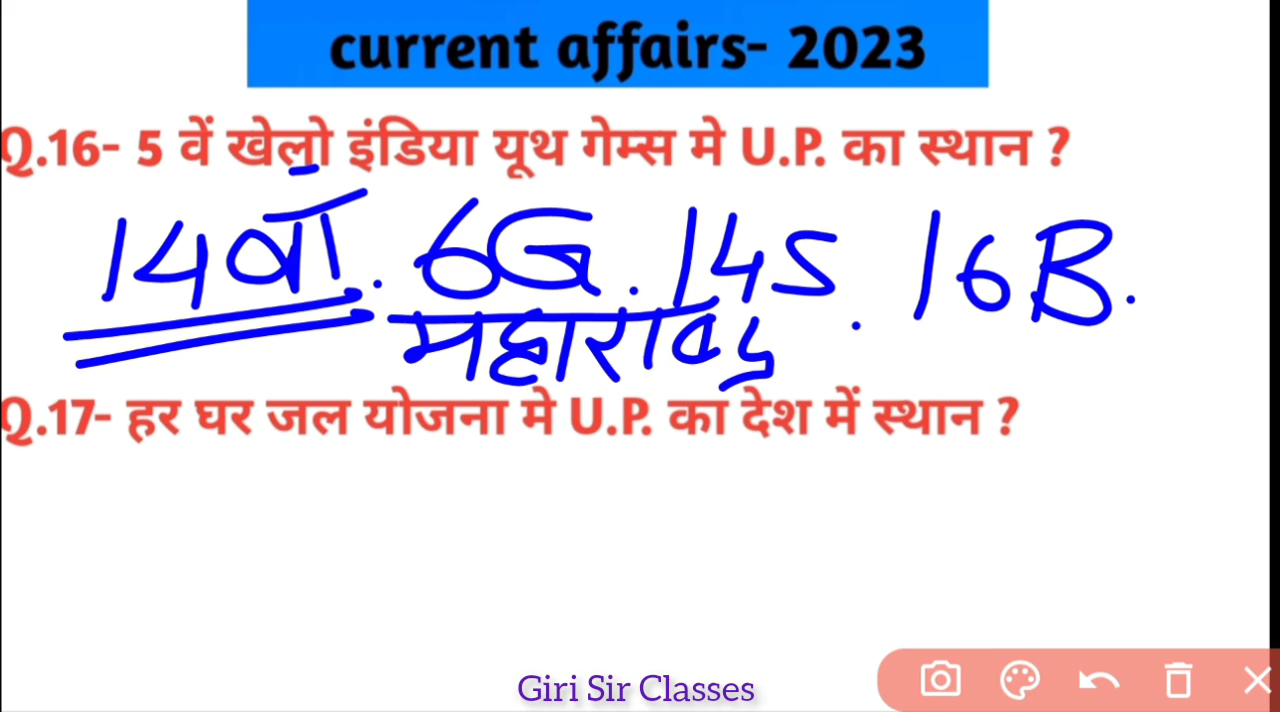 current affairs- 2023
Q.16- 5 वें खेलो इंडिया यूथ गेम्स मे U.P. का स्थान ?
14वाँ. 6G. 14S. 16B.
महाराष्ट्र
Q.17- हर घर जल योजना मे U.P. का देश में स्थान ?
Giri Sir Classes